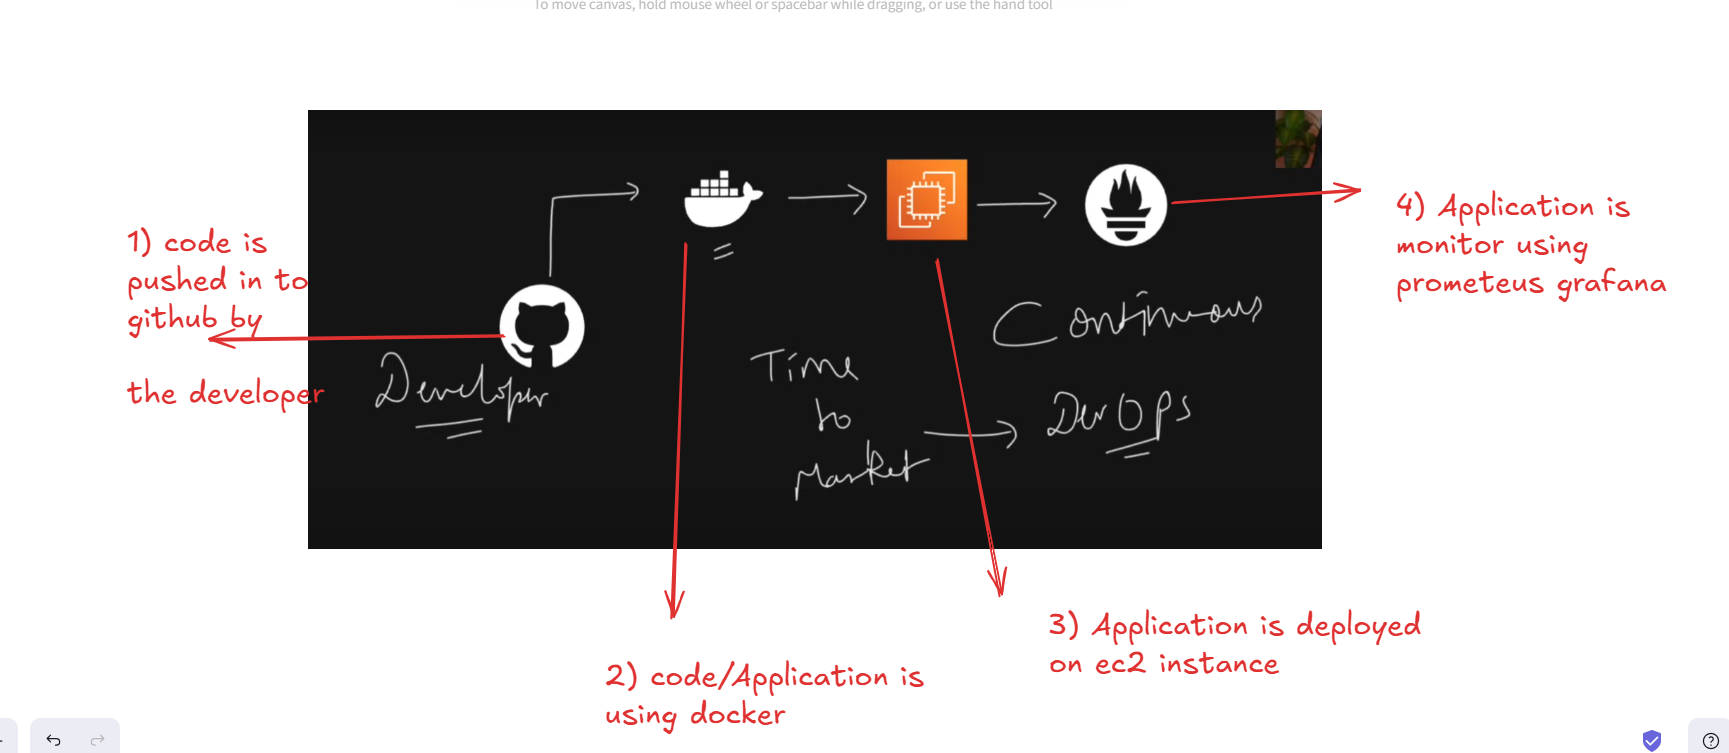 To move canvas, hold mouse wheel or spacebar while dragging, or use the hand tool
1) code is
pushed in to
github by
the developer
Developer
Time
to
Market
Continuous
DevOps
4) Application is
monitor using
prometeus grafana
2) code/Application is
using docker
3) Application is deployed
on ec2 instance